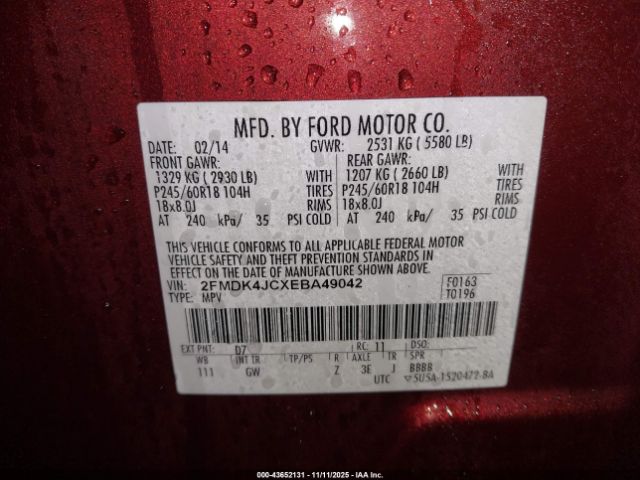 MFD. BY FORD MOTOR CO.
DATE: 02/14 GVWR: 2531 KG ( 5580 LB)
FRONT GAWR: REAR GAWR:
1329 KG ( 2930 LB) WITH 1207 KG ( 2660 LB) WITH
P245/60R18 104H TIRES P245/60R18 104H TIRES
18x8.0J RIMS 18x8.0J RIMS
AT 240 kPa/ 35 PSI COLD AT 240 kPa/ 35 PSI COLD
THIS VEHICLE CONFORMS TO ALL APPLICABLE FEDERAL MOTOR
VEHICLE SAFETY AND THEFT PREVENTION STANDARDS IN
EFFECT ON THE DATE OF MANUFACTURE SHOWN ABOVE.
VIN: 2FMDK4JCXEBA49042 F0163
TYPE: MPV T0196
EXT PNT: D7 RC: 11 DSO:
WB INT TR TP/PS R AXLE TR SPR
111 GW Z 3E J BBBB
UTC 5U5A-1520472-BA
000-43652131 - 11/11/2025 - IAAI.com